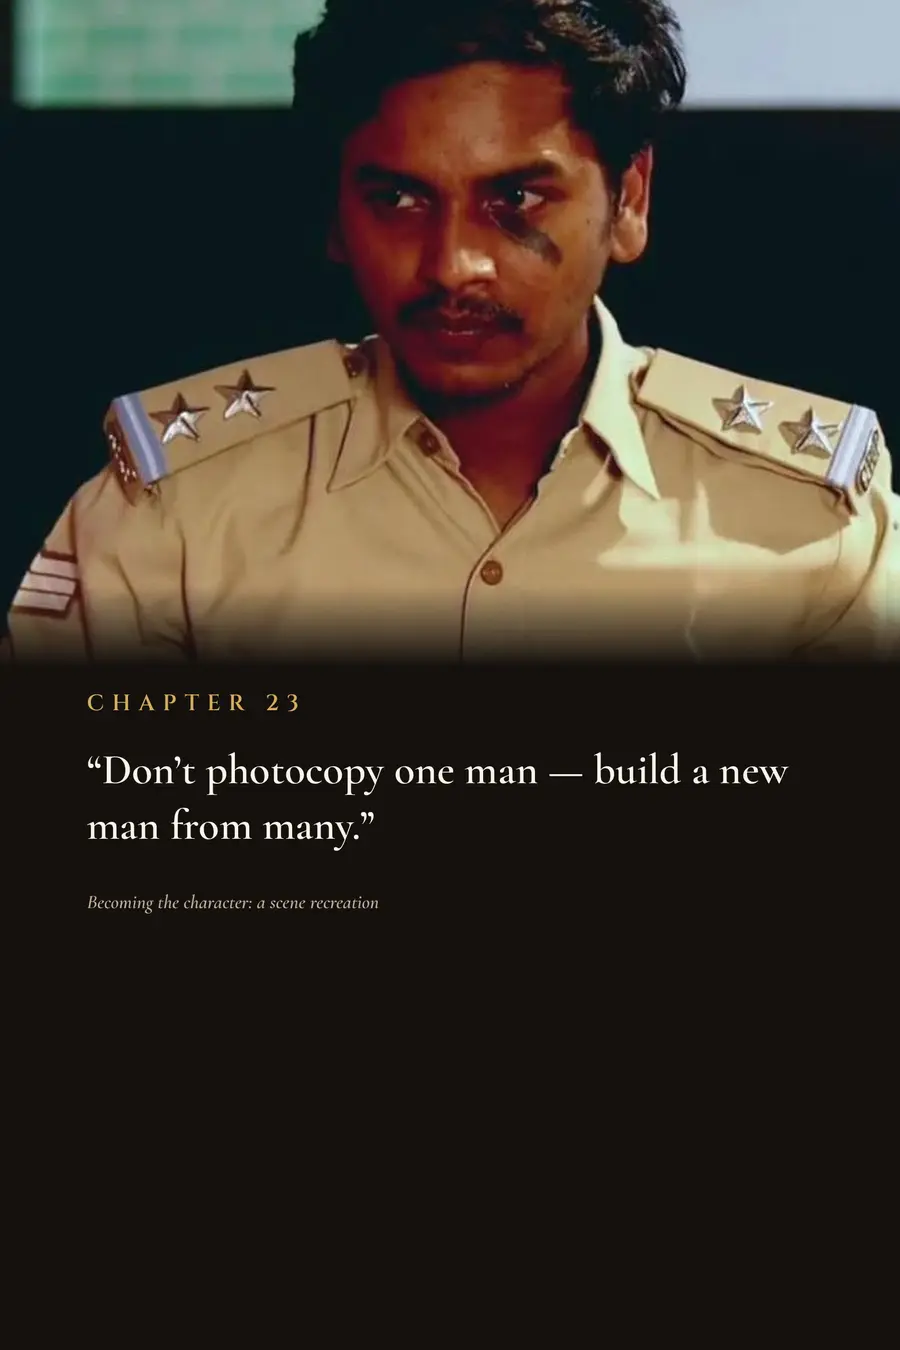 CHAPTER 23
“Don’t photocopy one man — build a new
man from many.”
Becoming the character: a scene recreation